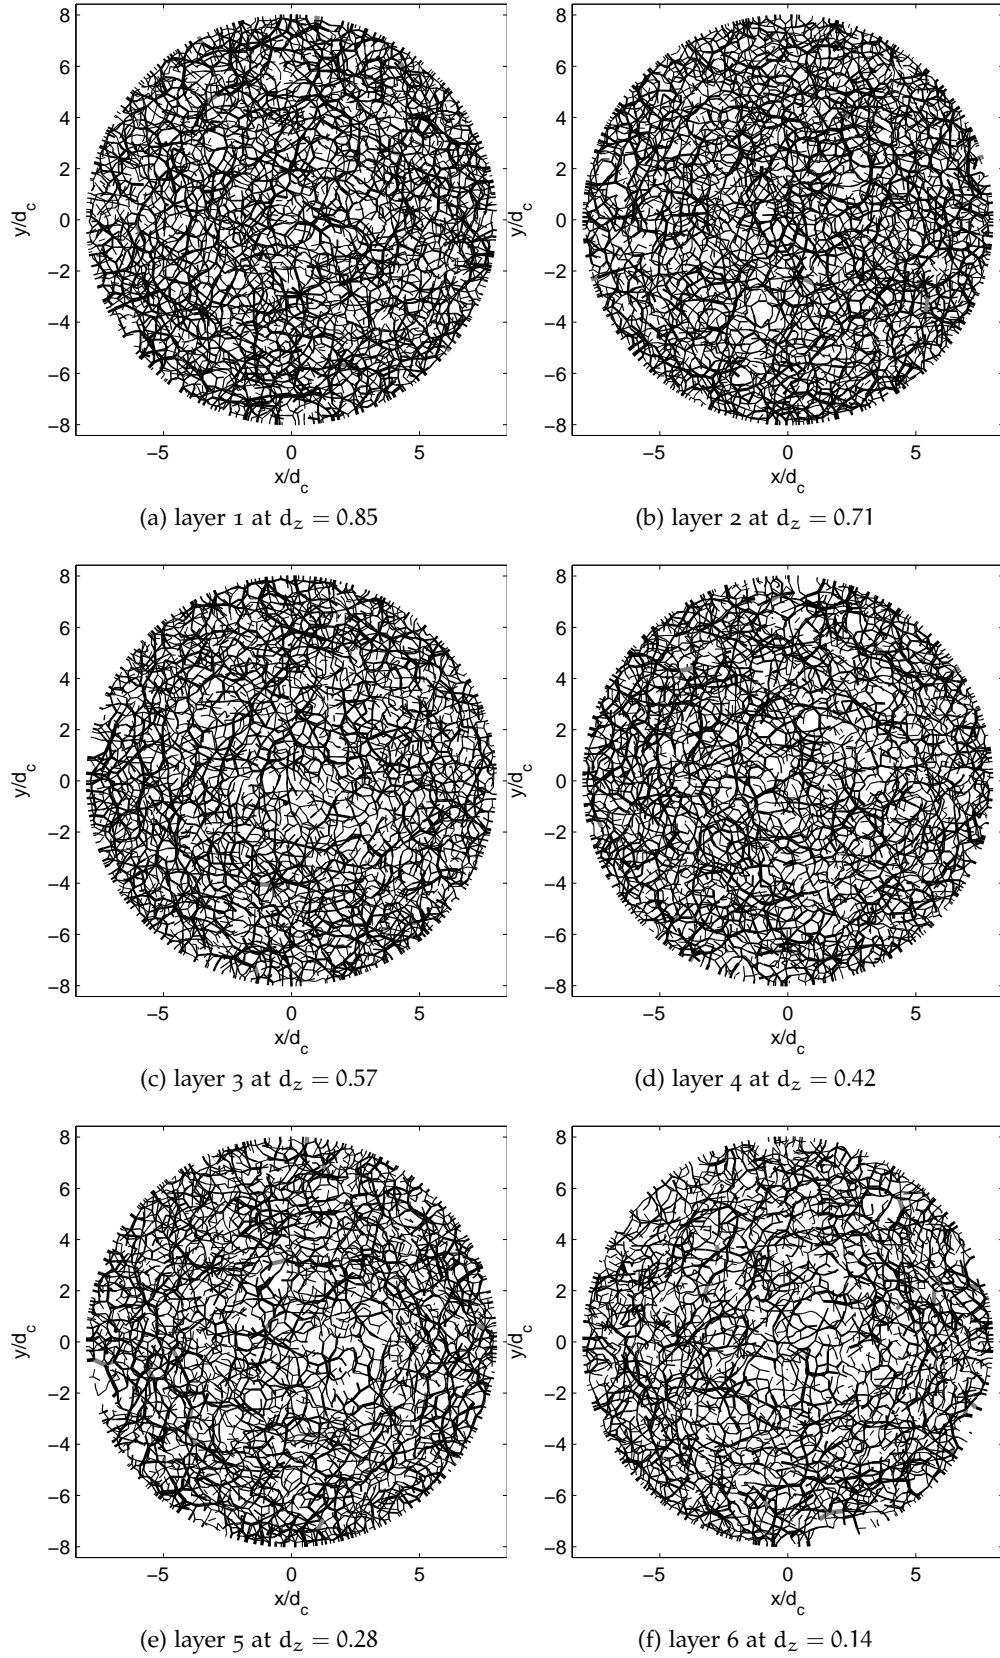 8
6
4
2
0
−2
−4
−6
−8
y/d_c
−5 0 5
x/d_c
(a) layer 1 at d_z = 0.85
8
6
4
2
0
−2
−4
−6
−8
y/d_c
−5 0 5
x/d_c
(b) layer 2 at d_z = 0.71
8
6
4
2
0
−2
−4
−6
−8
y/d_c
−5 0 5
x/d_c
(c) layer 3 at d_z = 0.57
8
6
4
2
0
−2
−4
−6
−8
y/d_c
−5 0 5
x/d_c
(d) layer 4 at d_z = 0.42
8
6
4
2
0
−2
−4
−6
−8
y/d_c
−5 0 5
x/d_c
(e) layer 5 at d_z = 0.28
8
6
4
2
0
−2
−4
−6
−8
y/d_c
−5 0 5
x/d_c
(f) layer 6 at d_z = 0.14